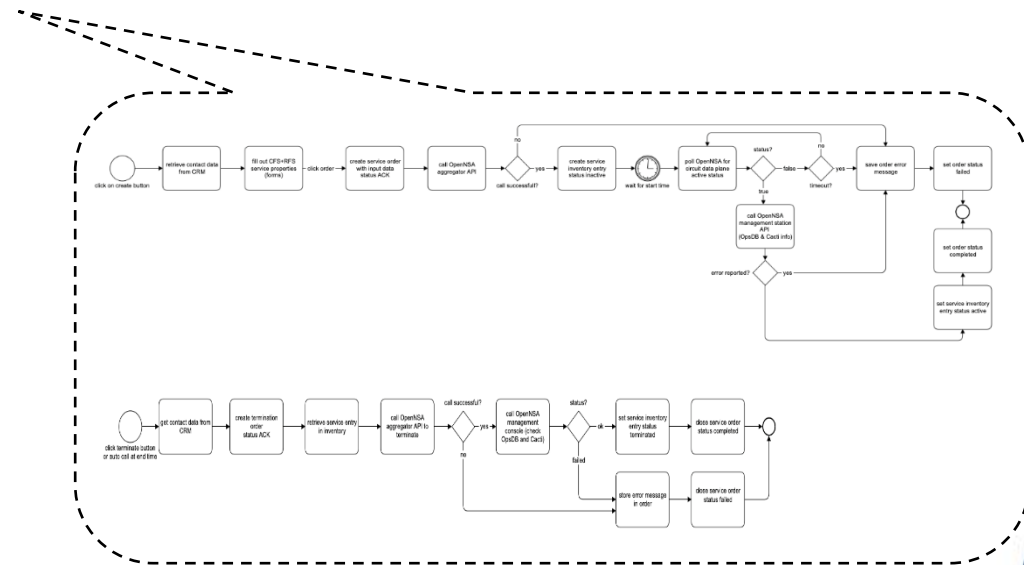 no
no
status?
retrieve contact data
from CRM
fill out CFS+RFS
service properties
(forms)
click order
create service order
with input data
status ACK
call OpenNSA
aggregator API
yes
create service
inventory entry
status inactive
poll OpenNSA for
circuit data plane
active status
false
yes
save order error
message
set order status
failed
click on create button
call successful?
wait for start time
true
timeout?
call OpenNSA
management station
API
(OpsDB & Cacti info)
set order status
completed
error reported?
yes
set service inventory
entry status active
call successful?
status?
get contact data from
CRM
create termination
order
status ACK
retrieve service entry
in inventory
call OpenNSA
aggregator API to
terminate
yes
call OpenNSA
management
console (check
OpsDB and Cacti)
ok
set service inventory
entry status
terminated
close service order
status completed
click terminate button
or auto call at end time
no
failed
store error message
in order
close service order
status failed